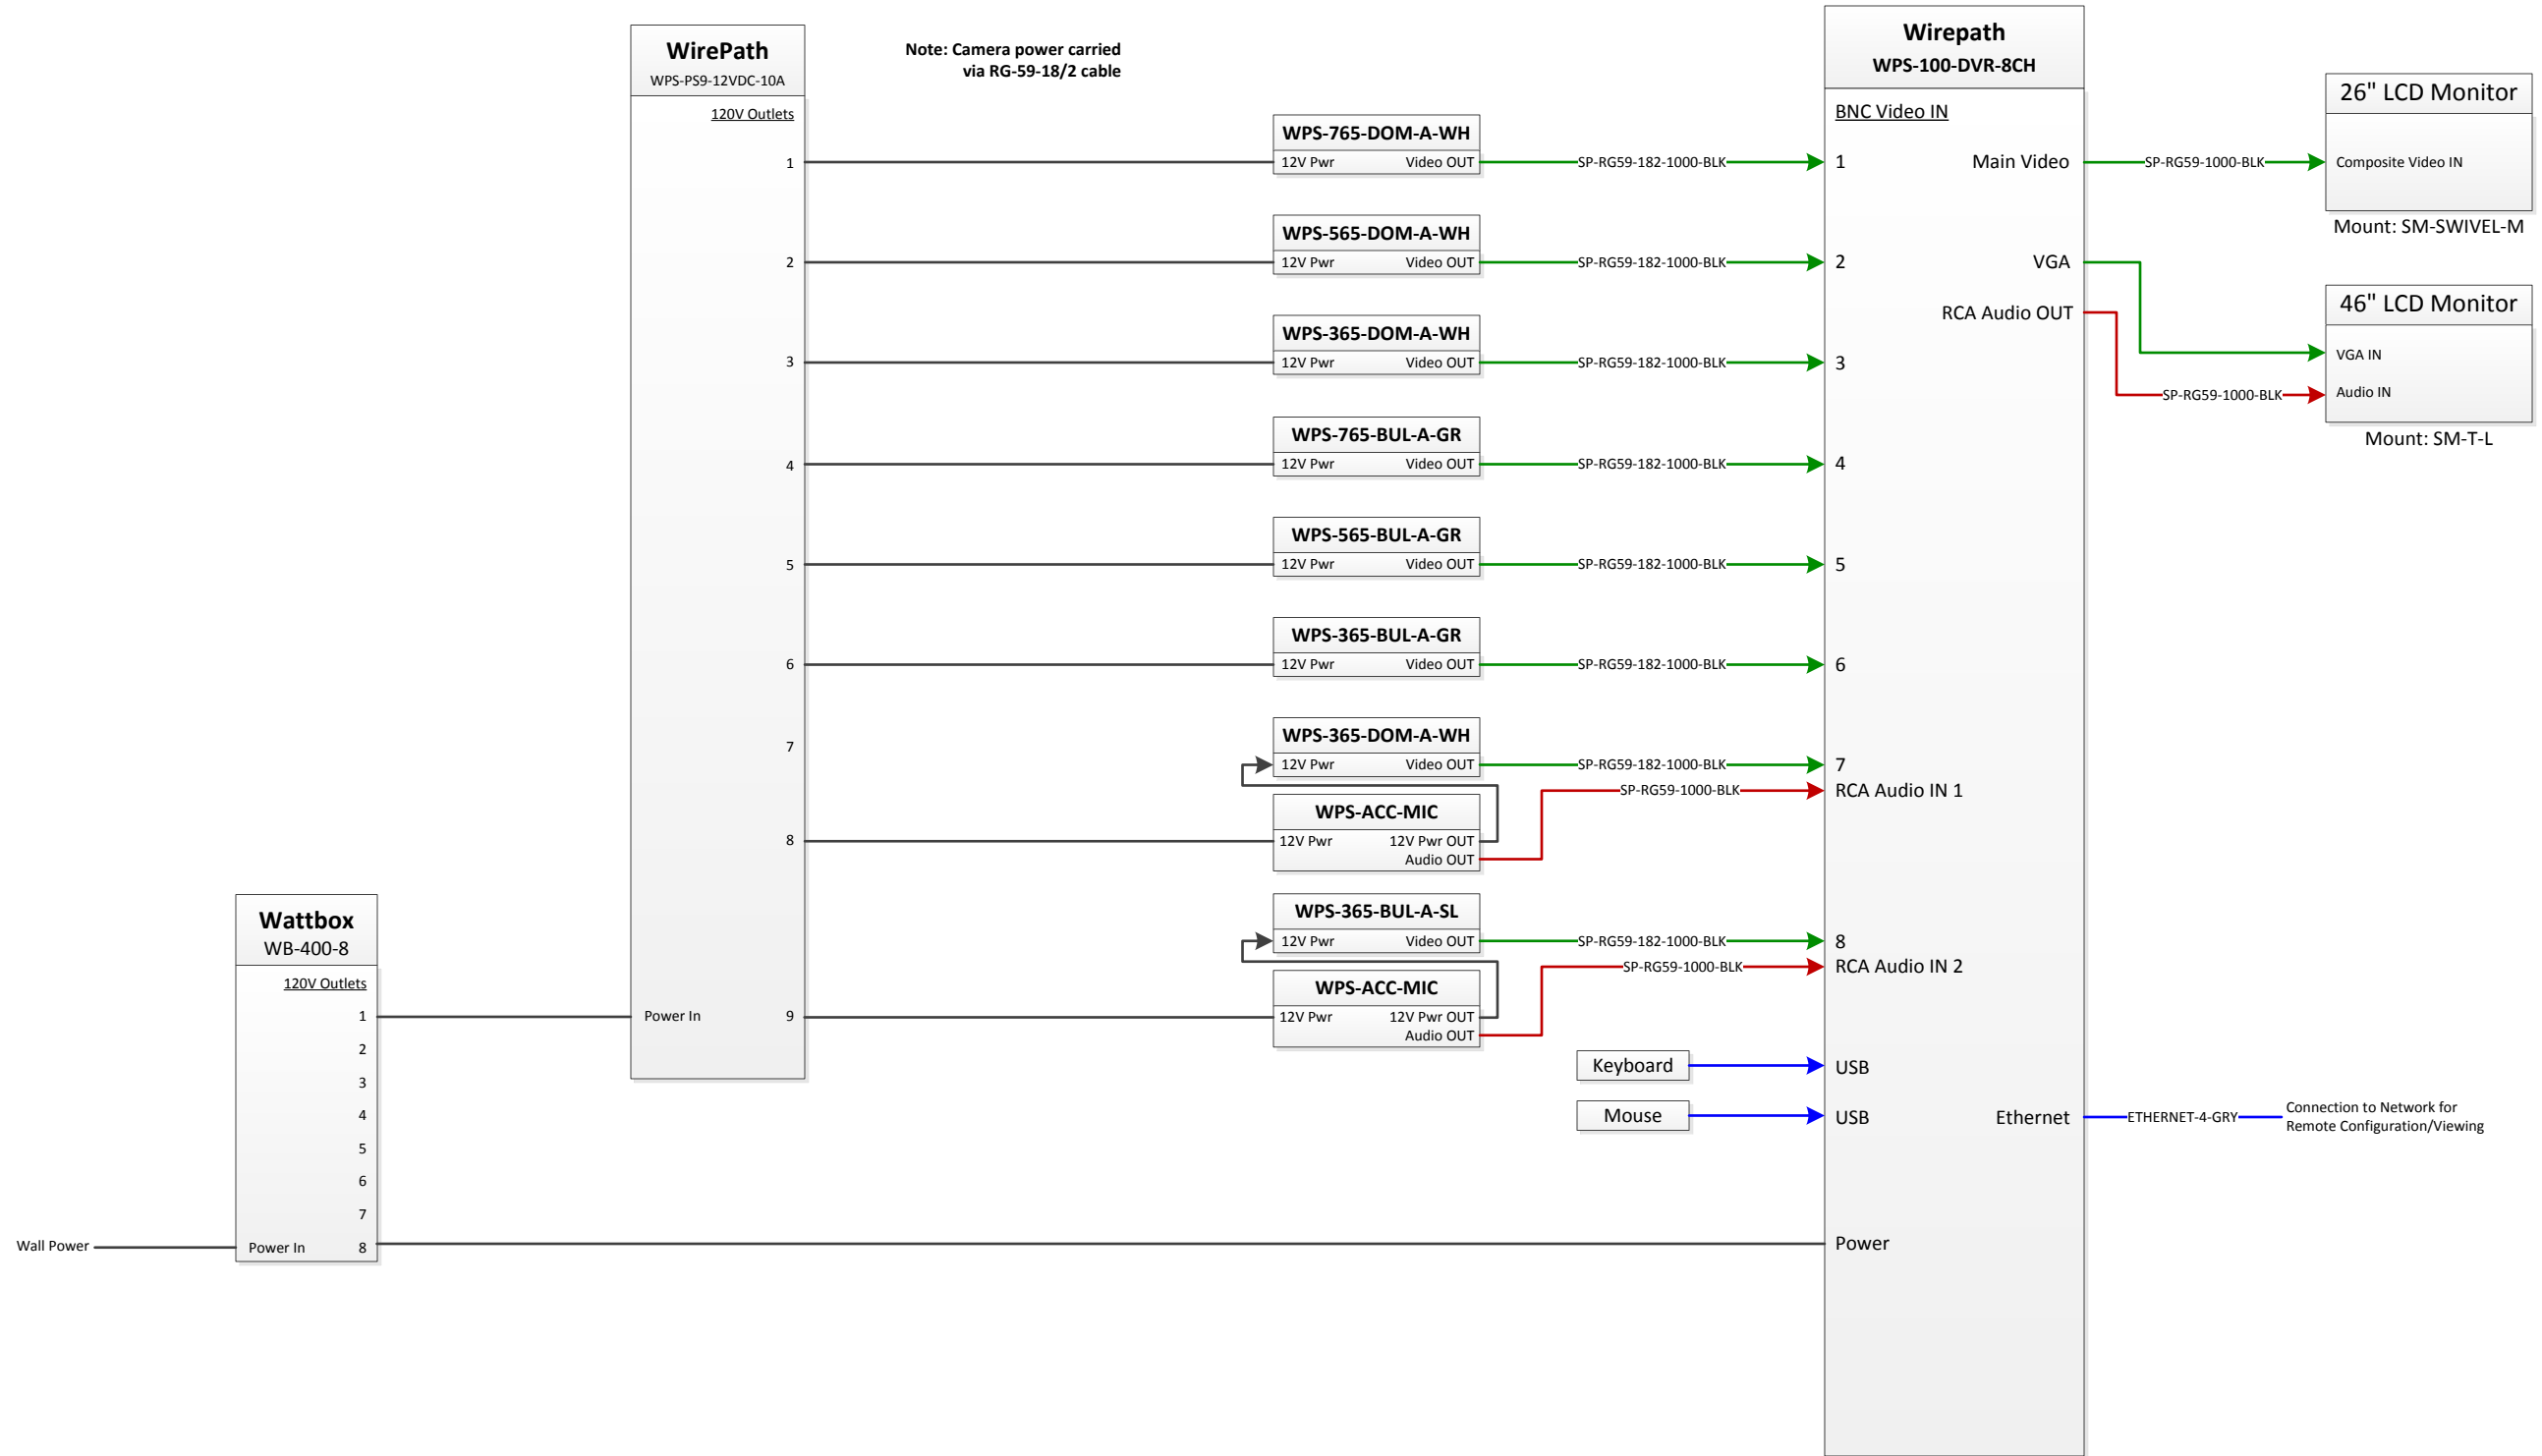 WirePath
WPS-PS9-12VDC-10A
120V Outlets
1
2
3
4
5
6
7
8
Power In
9
Note: Camera power carried
via RG-59-18/2 cable
Wattbox
WB-400-8
120V Outlets
1
2
3
4
5
6
7
Wall Power
Power In
8
WPS-765-DOM-A-WH
12V Pwr
Video OUT
SP-RG59-182-1000-BLK
WPS-565-DOM-A-WH
12V Pwr
Video OUT
SP-RG59-182-1000-BLK
WPS-365-DOM-A-WH
12V Pwr
Video OUT
SP-RG59-182-1000-BLK
WPS-765-BUL-A-GR
12V Pwr
Video OUT
SP-RG59-182-1000-BLK
WPS-565-BUL-A-GR
12V Pwr
Video OUT
SP-RG59-182-1000-BLK
WPS-365-BUL-A-GR
12V Pwr
Video OUT
SP-RG59-182-1000-BLK
WPS-365-DOM-A-WH
12V Pwr
Video OUT
SP-RG59-182-1000-BLK
SP-RG59-1000-BLK
WPS-ACC-MIC
12V Pwr
12V Pwr OUT
Audio OUT
WPS-365-BUL-A-SL
12V Pwr
Video OUT
SP-RG59-182-1000-BLK
SP-RG59-1000-BLK
WPS-ACC-MIC
12V Pwr
12V Pwr OUT
Audio OUT
Keyboard
Mouse
Wirepath
WPS-100-DVR-8CH
BNC Video IN
1
Main Video
2
VGA
RCA Audio OUT
3
4
5
6
7
RCA Audio IN 1
8
RCA Audio IN 2
USB
USB
Ethernet
Power
SP-RG59-1000-BLK
26" LCD Monitor
Composite Video IN
Mount: SM-SWIVEL-M
46" LCD Monitor
VGA IN
SP-RG59-1000-BLK
Audio IN
Mount: SM-T-L
ETHERNET-4-GRY
Connection to Network for
Remote Configuration/Viewing